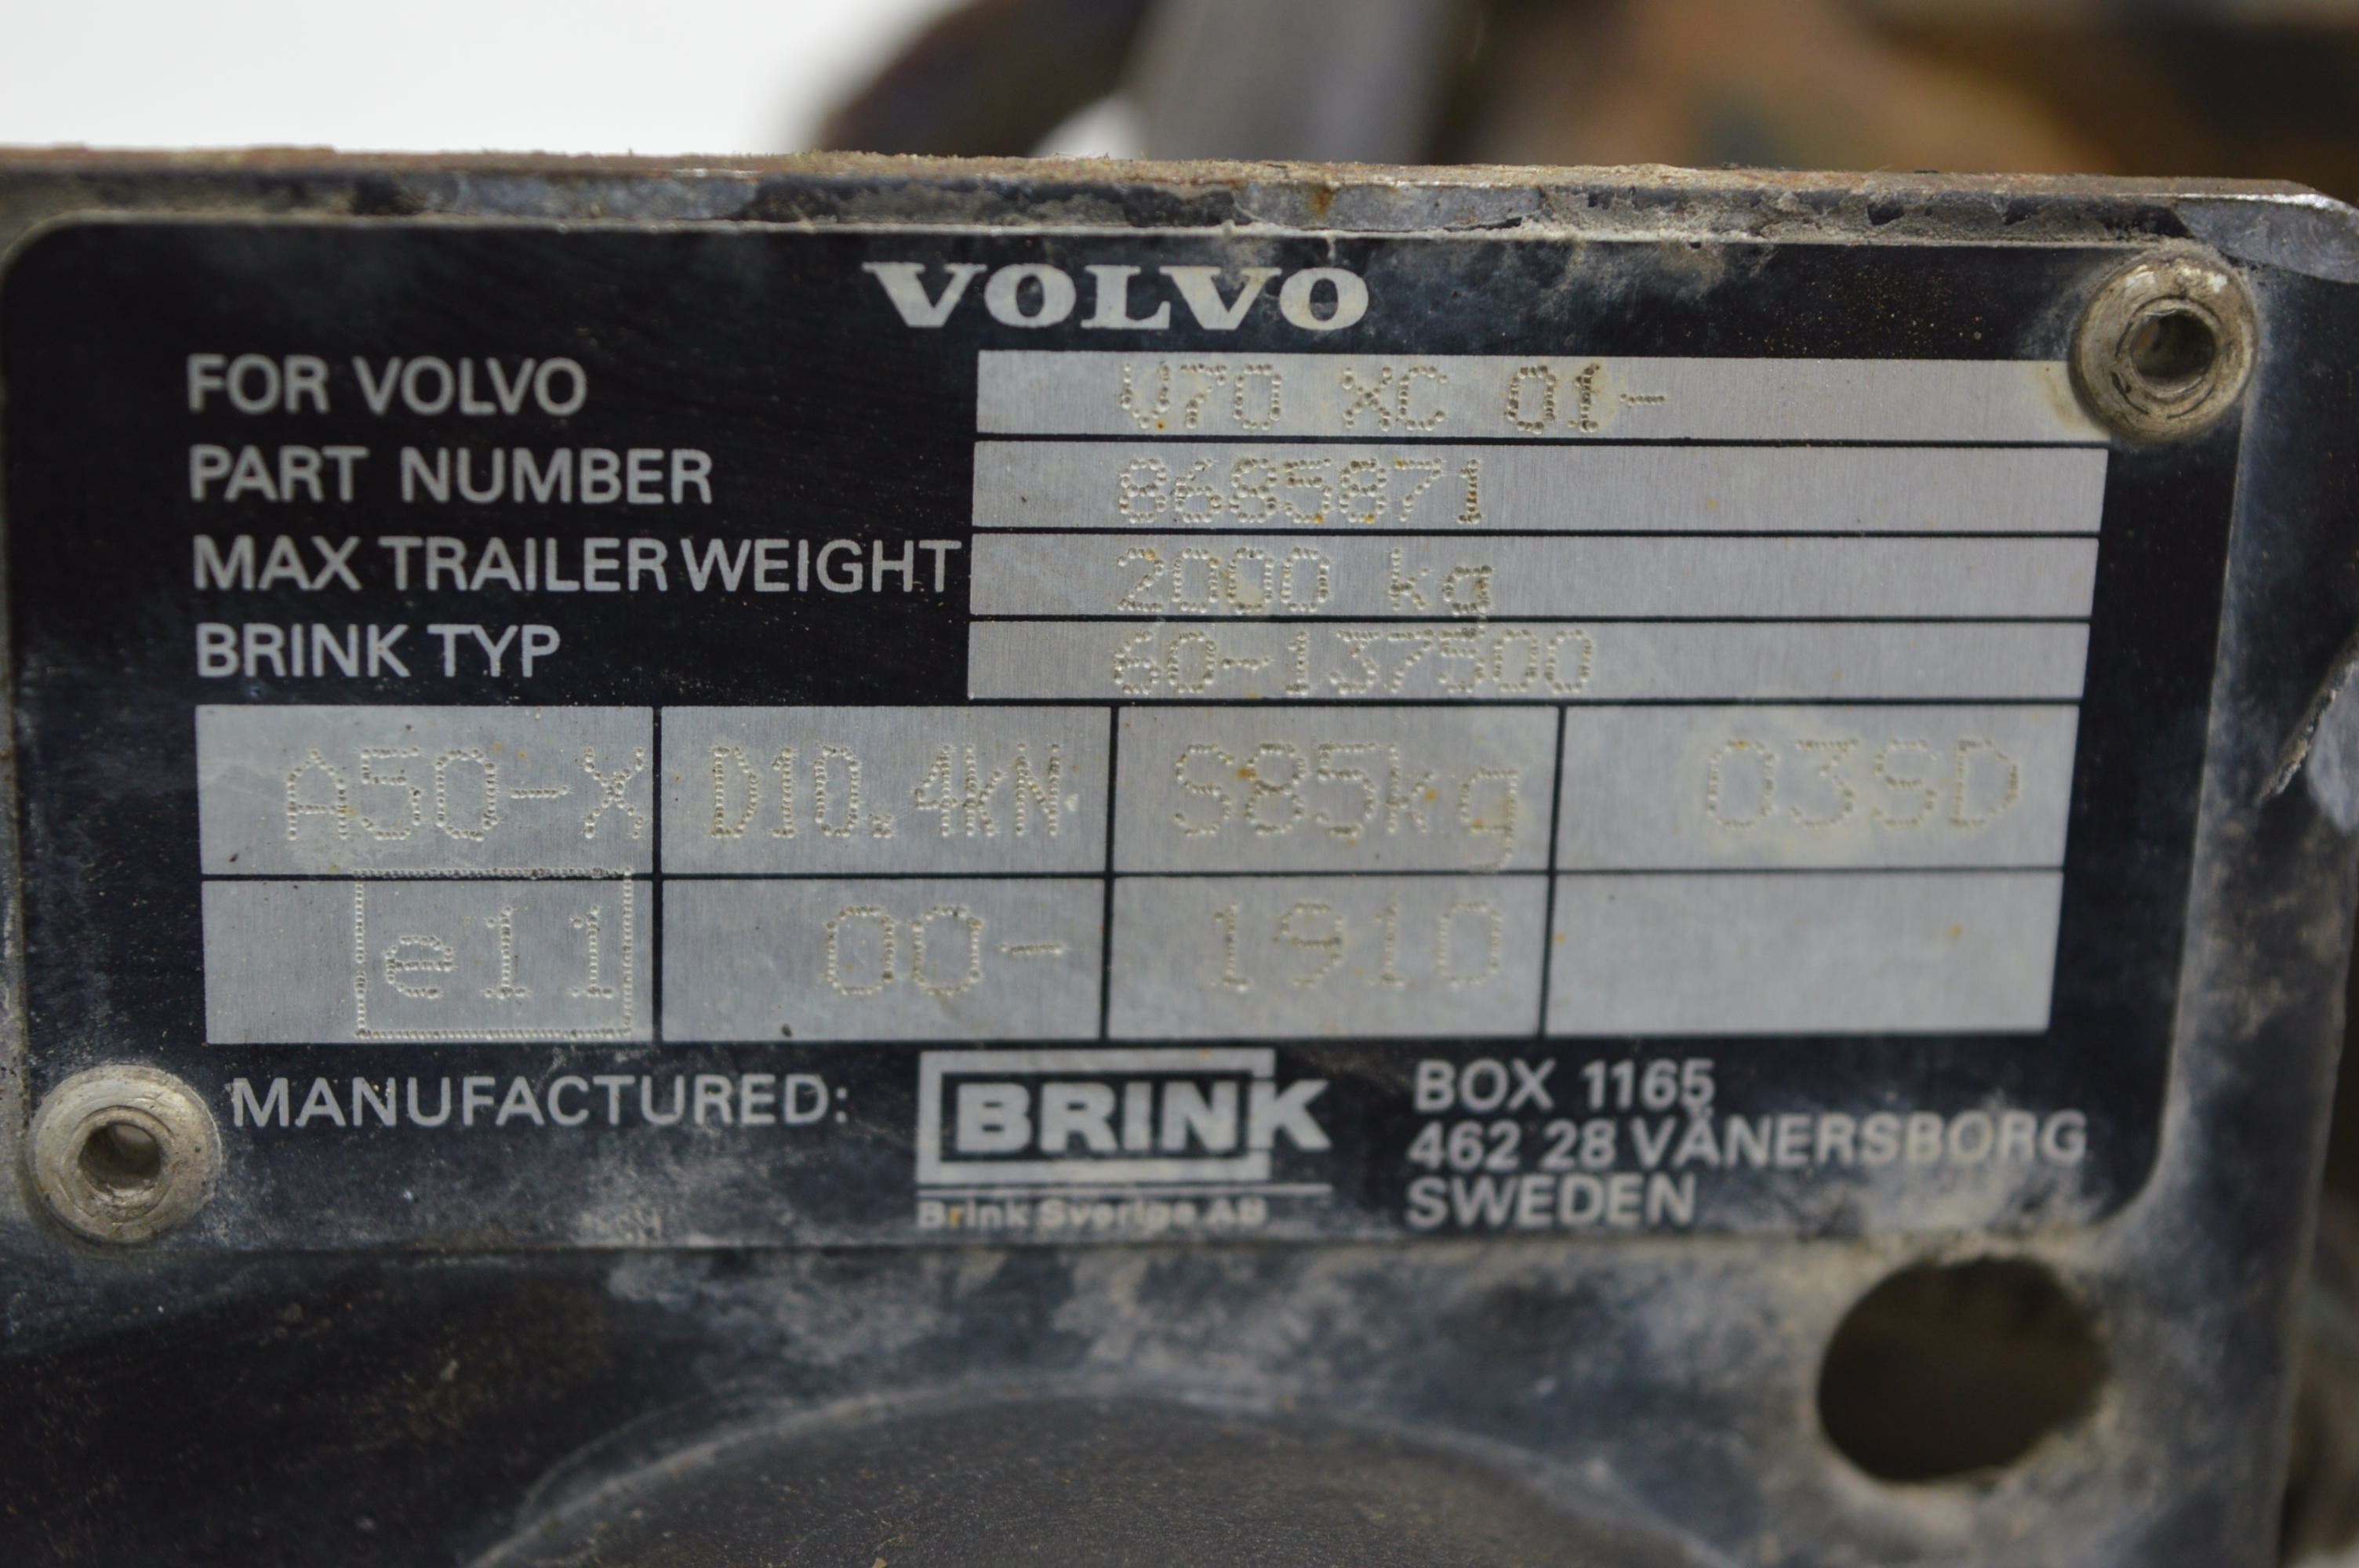 VOLVO
FOR VOLVO V70 XC 01-
PART NUMBER 8685871
MAX TRAILER WEIGHT 2000 kg
BRINK TYP 60-137500
A50-X D10.4kN S85kg 039D
e11 00- 1910
MANUFACTURED: BRINK BOX 1165
462 28 VÄNERSBORG
Brink Sverige AB SWEDEN